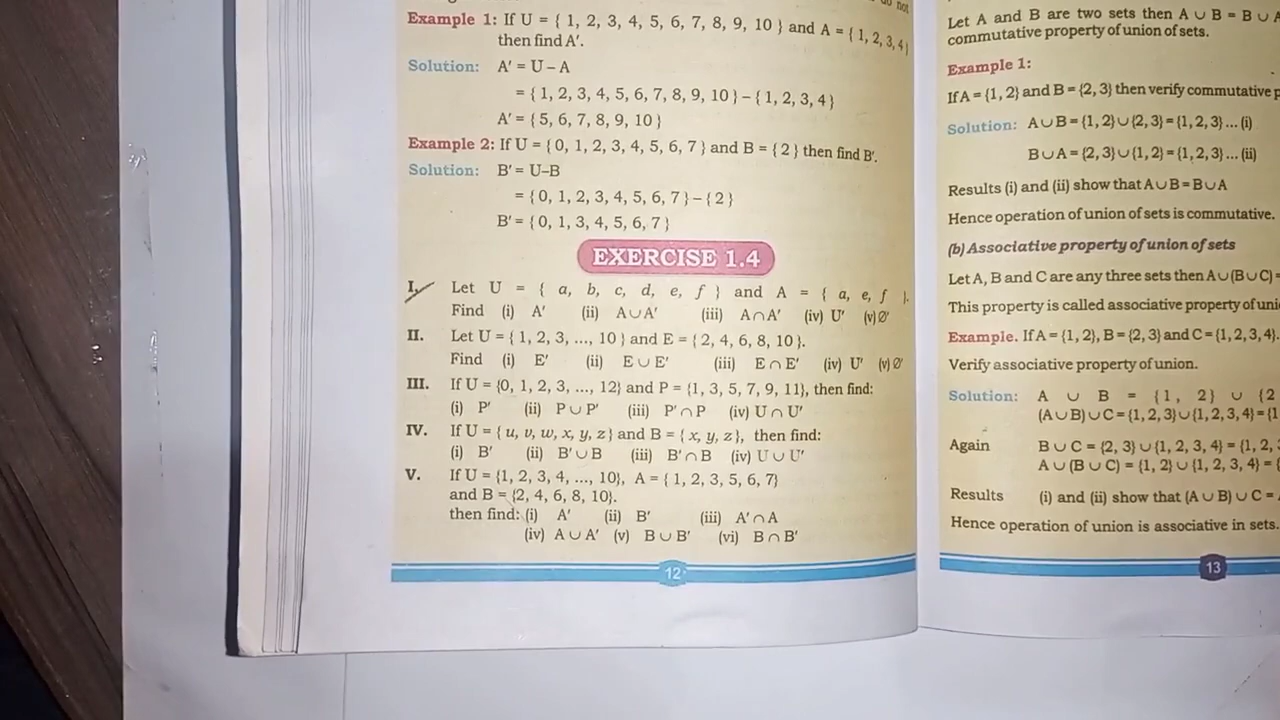 do not
Example 1: If U = { 1, 2, 3, 4, 5, 6, 7, 8, 9, 10 } and A = { 1, 2, 3, 4}
then find A′.
Solution: A′ = U – A
= { 1, 2, 3, 4, 5, 6, 7, 8, 9, 10 } – { 1, 2, 3, 4 }
A′ = { 5, 6, 7, 8, 9, 10 }
Example 2: If U = { 0, 1, 2, 3, 4, 5, 6, 7 } and B = { 2 } then find B′.
Solution: B′ = U–B
= { 0, 1, 2, 3, 4, 5, 6, 7 } – { 2 }
B′ = { 0, 1, 3, 4, 5, 6, 7 }
EXERCISE 1.4
I. Let U = { a, b, c, d, e, f } and A = { a, e, f }.
Find (i) A′ (ii) A∪A′ (iii) A∩A′ (iv) U′ (v) Ø′
II. Let U = { 1, 2, 3, ..., 10 } and E = { 2, 4, 6, 8, 10 }.
Find (i) E′ (ii) E∪E′ (iii) E∩E′ (iv) U′ (v) Ø′
III. If U = {0, 1, 2, 3, ..., 12} and P = {1, 3, 5, 7, 9, 11}, then find:
(i) P′ (ii) P∪P′ (iii) P′∩P (iv) U∩U′
IV. If U = { u, v, w, x, y, z } and B = { x, y, z }, then find:
(i) B′ (ii) B′∪B (iii) B′∩B (iv) U∪U′
V. If U = {1, 2, 3, 4, ..., 10}, A = { 1, 2, 3, 5, 6, 7}
and B = {2, 4, 6, 8, 10}.
then find: (i) A′ (ii) B′ (iii) A′∩A
(iv) A∪A′ (v) B∪B′ (vi) B∩B′
12
Let A and B are two sets then A∪B = B∪A
commutative property of union of sets.
Example 1:
If A = {1, 2} and B = {2, 3} then verify commutative
Solution: A∪B = {1, 2}∪{2, 3} = {1, 2, 3} ... (i)
B∪A = {2, 3}∪{1, 2} = {1, 2, 3} ... (ii)
Results (i) and (ii) show that A∪B = B∪A
Hence operation of union of sets is commutative.
(b) Associative property of union of sets
Let A, B and C are any three sets then A∪(B∪C) =
This property is called associative property of
Example. If A = {1, 2}, B = {2, 3} and C = {1, 2, 3, 4}.
Verify associative property of union.
Solution: A ∪ B = {1, 2} ∪ {2
(A∪B)∪C = {1, 2, 3}∪{1, 2, 3, 4} = {1
Again B∪C = {2, 3}∪{1, 2, 3, 4} = {1, 2,
A∪(B∪C) = {1, 2}∪{1, 2, 3, 4} = {
Results (i) and (ii) show that (A∪B)∪C =
Hence operation of union is associative in sets.
13